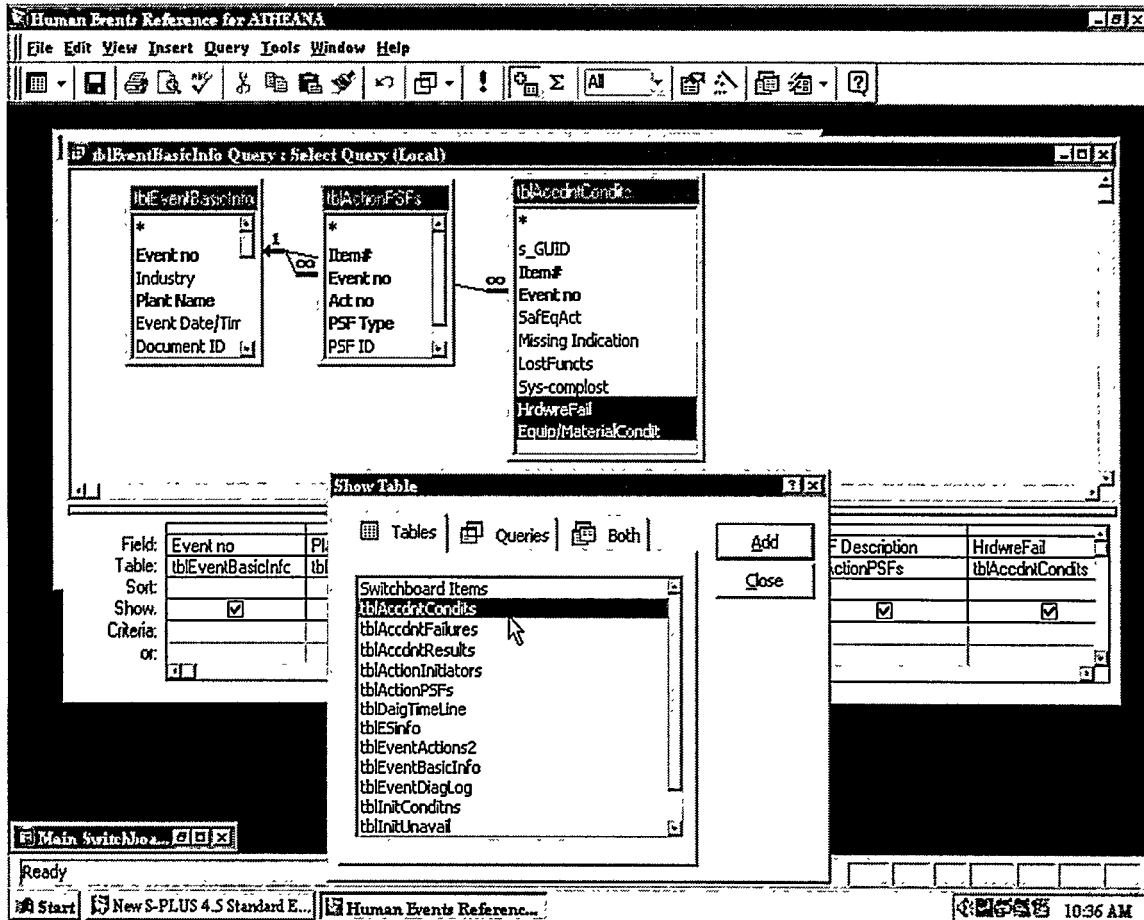 Human Events Reference for ATHEANA
File Edit View Insert Query Tools Window Help
All
tblEventBasicInfo Query : Select Query (Local)
tblEventBasicInfo
*
Event no
Industry
Plant Name
Event Date/Tim
Document ID
1
∞
tblActionPSFs
*
Item#
Event no
Act no
PSF Type
PSF ID
∞
tblAccdntCondits
*
s_GUID
Item#
Event no
SafEqAct
Missing Indication
LostFuncts
Sys-complost
HrdwreFail
Equip/MaterialCondit
Show Table
Tables Queries Both
Add
Close
Switchboard Items
tblAccdntCondits
tblAccdntFailures
tblAccdntResults
tblActionInitiators
tblActionPSFs
tblDaigTimeLine
tblESinfo
tblEventActions2
tblEventBasicInfo
tblEventDiagLog
tblInitConditns
tblInitUnavail
Field: Event no Pl F Description HrdwreFail
Table: tblEventBasicInfc tbl ActionPSFs tblAccdntCondits
Sort:
Show:
Criteria:
or:
Main Switchboa...
Ready
Start New S-PLUS 4.5 Standard E... Human Events Referenc... 10:36 AM